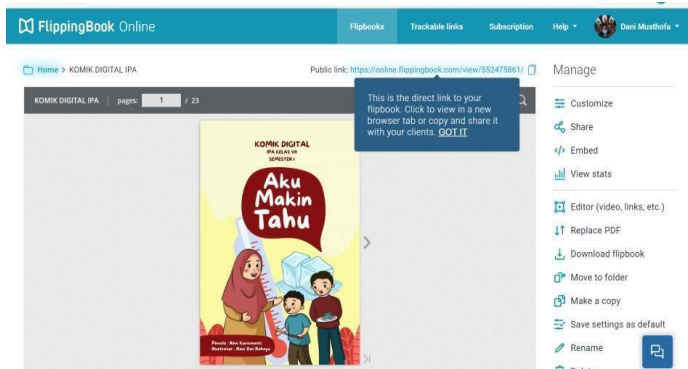 FlippingBook Online
Flipbooks
Trackable links
Subscription
Help
Dani Musthofa
Home > KOMIK DIGITAL IPA
Public link: https://online.flippingbook.com/view/552475861/
KOMIK DIGITAL IPA
pages: 1 / 23
This is the direct link to your
flipbook. Click to view in a new
browser tab or copy and share it
with your clients. GOT IT
KOMIK DIGITAL
IPA KELAS VII
SEMESTER I
Aku
Makin
Tahu
Penulis : Reni Kurniawati
Manage
Customize
Share
Embed
View stats
Editor (video, links, etc.)
Replace PDF
Download flipbook
Move to folder
Make a copy
Save settings as default
Rename